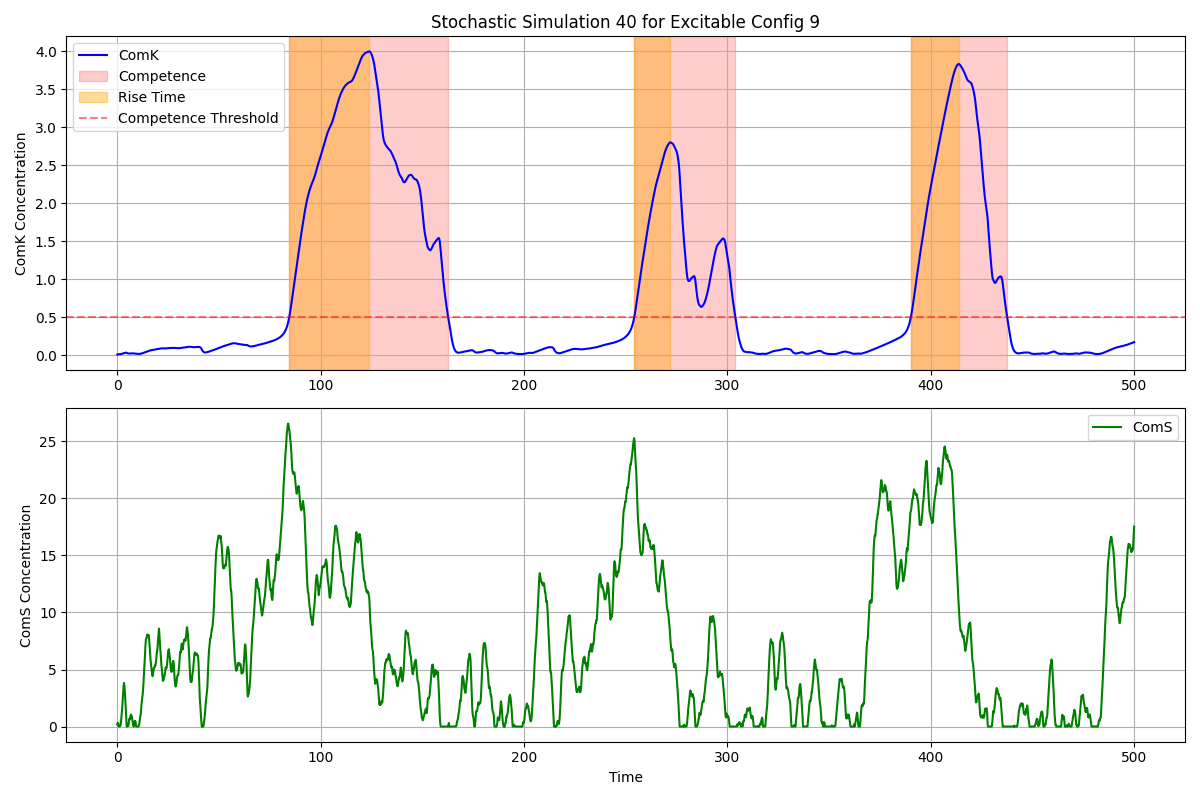 Stochastic Simulation 40 for Excitable Config 9
ComK Concentration
4.0
3.5
3.0
2.5
2.0
1.5
1.0
0.5
0.0
ComK
Competence
Rise Time
Competence Threshold
0 100 200 300 400 500
ComS Concentration
25
20
15
10
5
0
ComS
0 100 200 300 400 500
Time